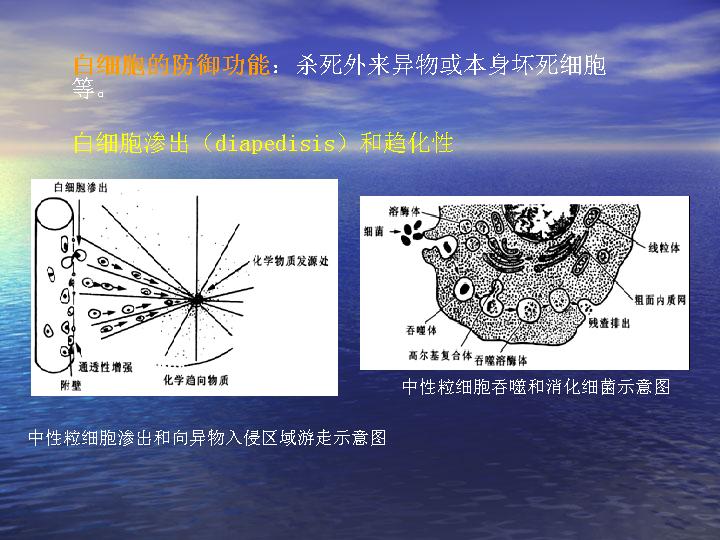 白细胞的防御功能：杀死外来异物或本身坏死细胞
等。
白细胞渗出（diapedisis）和趋化性
白细胞渗出
化学物质发源处
通透性增强
附壁
化学趋向物质
溶酶体
细菌
线粒体
粗面内质网
残渣排出
吞噬体
高尔基复合体
吞噬溶酶体
中性粒细胞吞噬和消化细菌示意图
中性粒细胞渗出和向异物入侵区域游走示意图